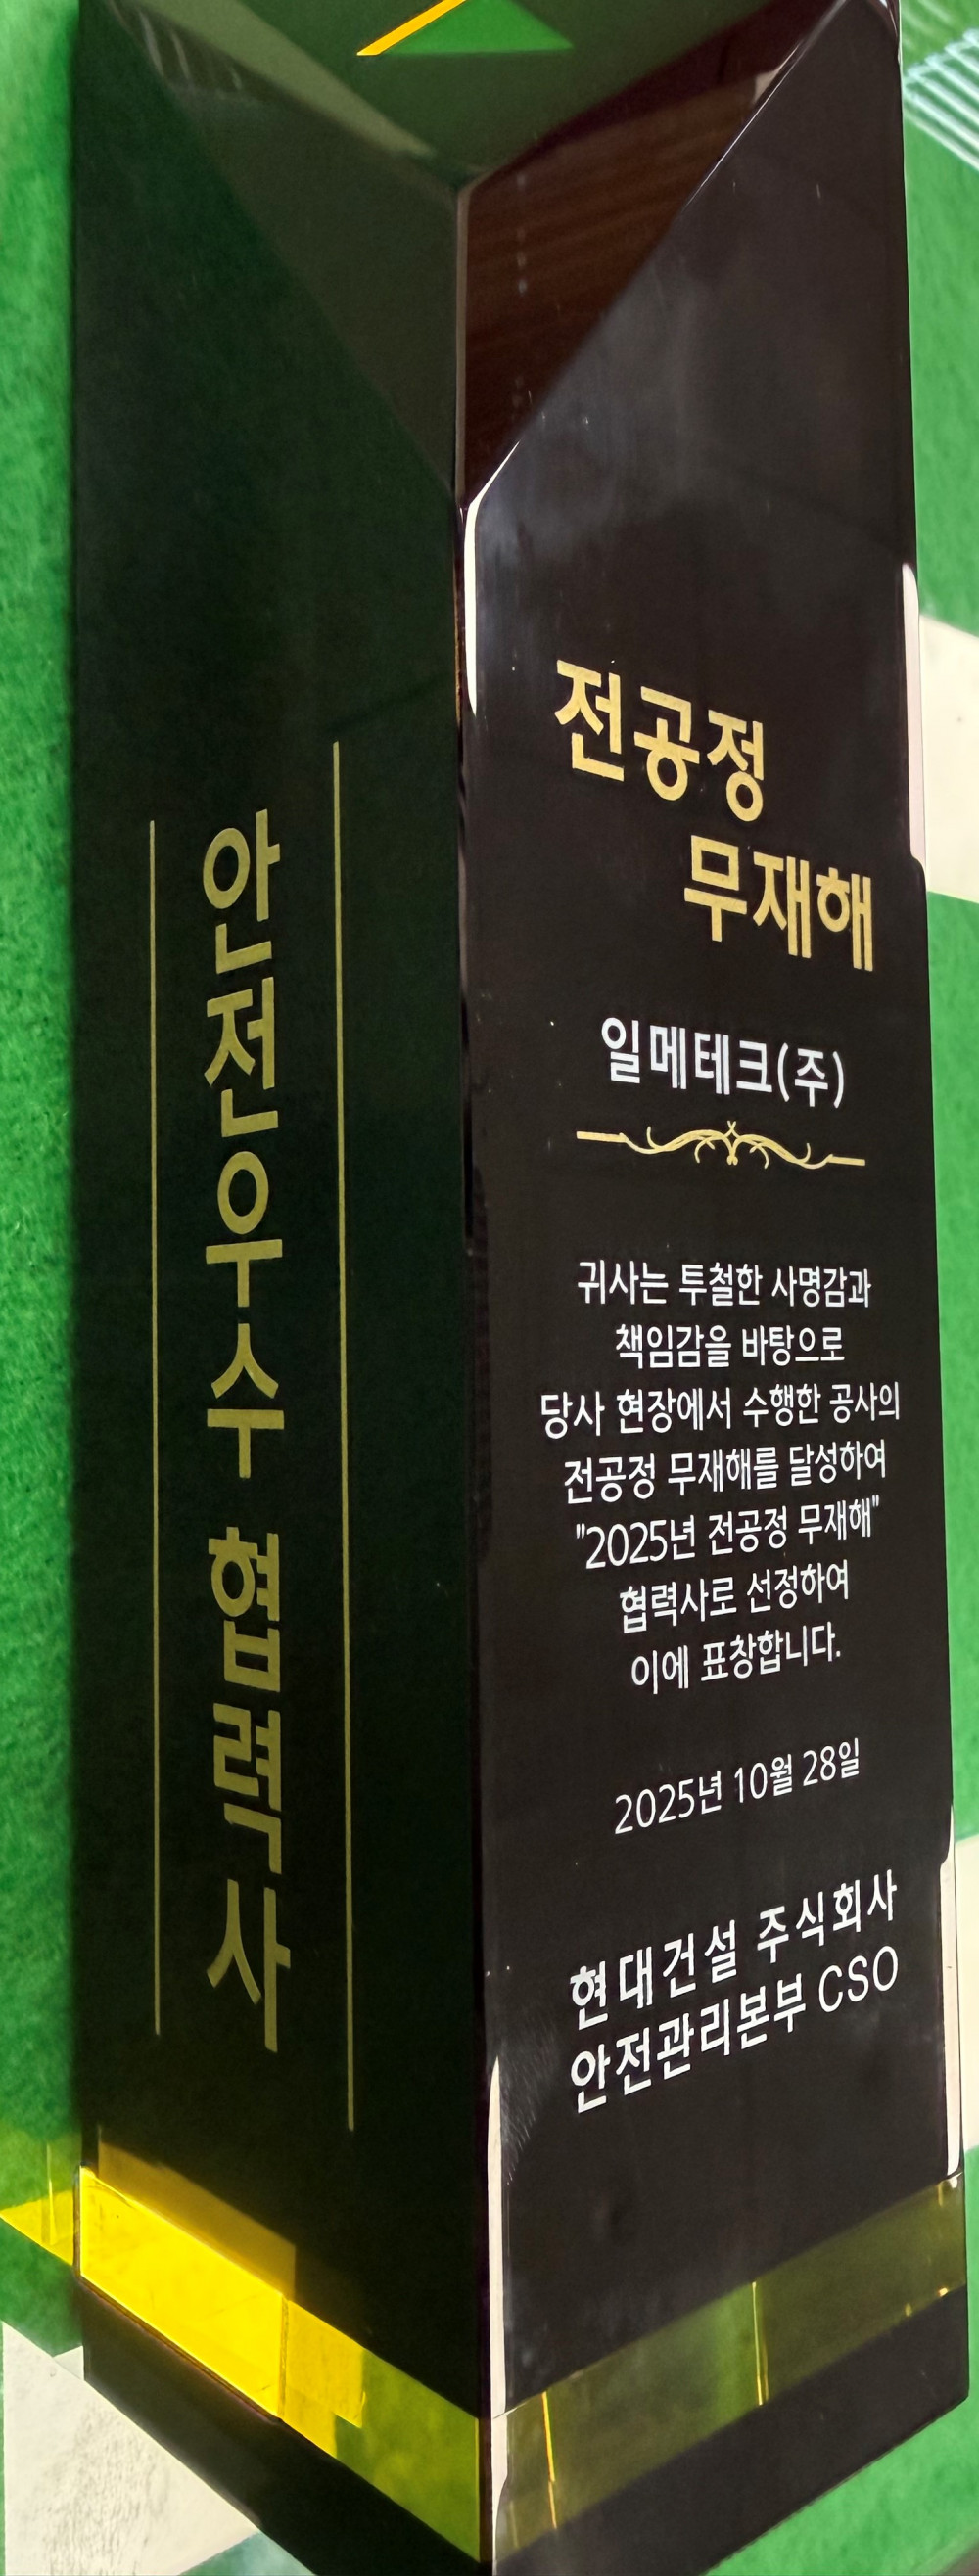 안전우수 협력사
전공정
무재해
일메테크(주)
귀사는 투철한 사명감과
책임감을 바탕으로
당사 현장에서 수행한 공사의
전공정 무재해를 달성하여
"2025년 전공정 무재해"
협력사로 선정하여
이에 표창합니다.
2025년 10월 28일
현대건설 주식회사
안전관리본부 CSO